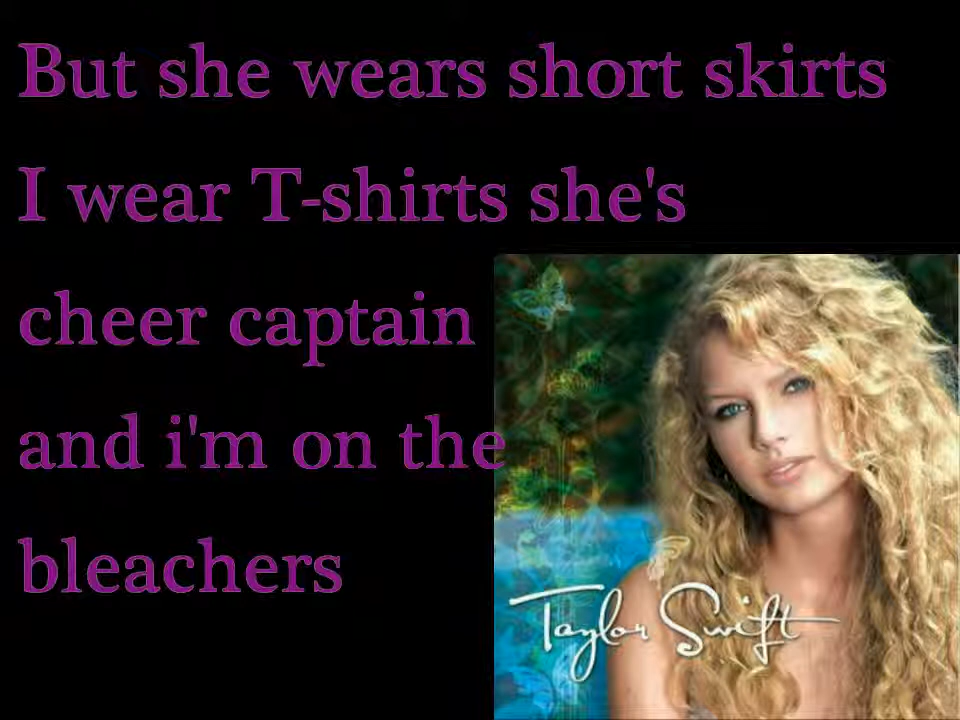 But she wears short skirts
I wear T-shirts she's
cheer captain
and i'm on the
bleachers
Taylor Swift